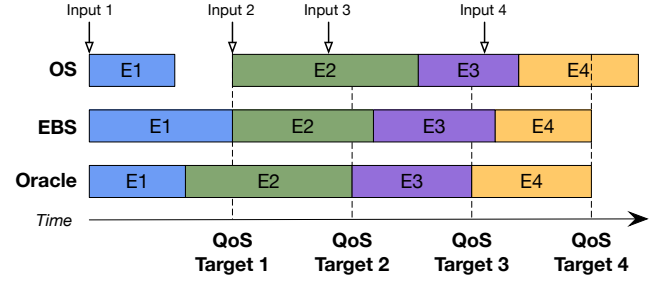 Input 1 Input 2 Input 3 Input 4
OS E1 E2 E3 E4
EBS E1 E2 E3 E4
Oracle E1 E2 E3 E4
Time
QoS QoS QoS QoS
Target 1 Target 2 Target 3 Target 4